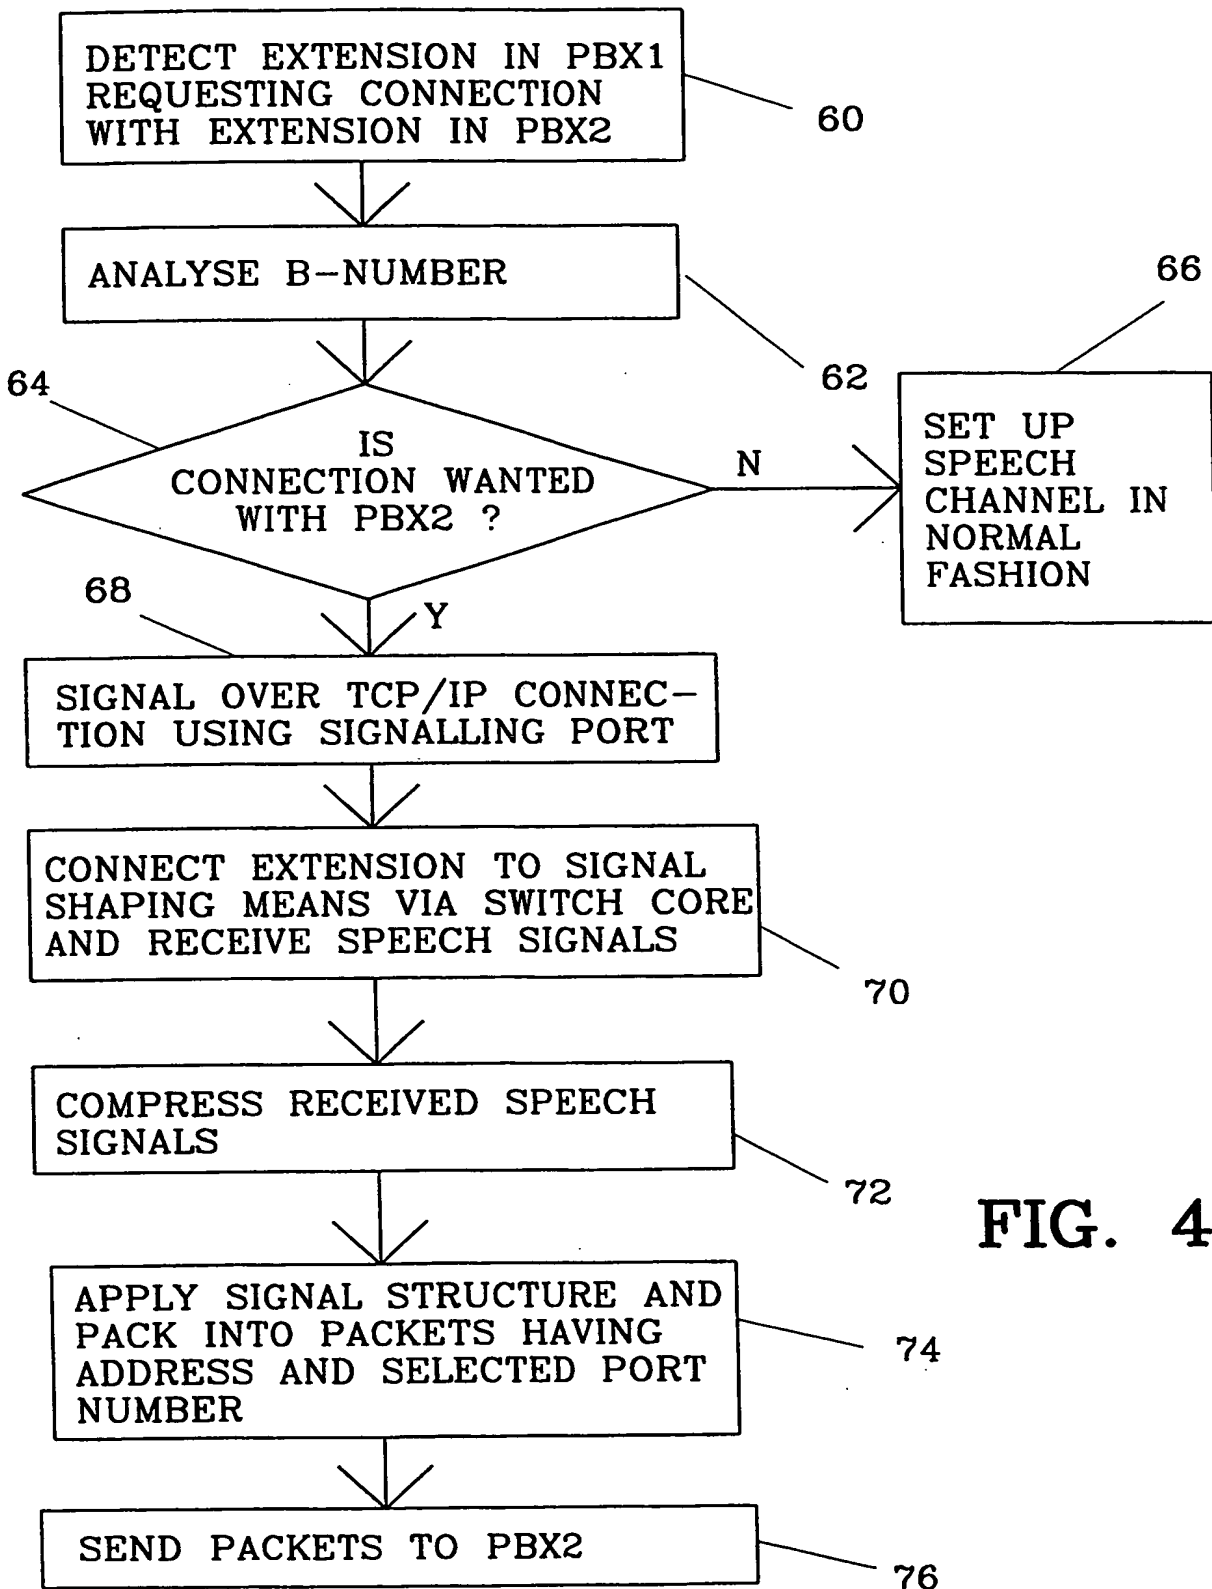 DETECT EXTENSION IN PBX1
REQUESTING CONNECTION
WITH EXTENSION IN PBX2
60
ANALYSE B-NUMBER
62
66
64
IS
CONNECTION WANTED
WITH PBX2 ?
N
SET UP
SPEECH
CHANNEL IN
NORMAL
FASHION
68
Y
SIGNAL OVER TCP/IP CONNEC-
TION USING SIGNALLING PORT
CONNECT EXTENSION TO SIGNAL
SHAPING MEANS VIA SWITCH CORE
AND RECEIVE SPEECH SIGNALS
70
COMPRESS RECEIVED SPEECH
SIGNALS
72
FIG. 4
APPLY SIGNAL STRUCTURE AND
PACK INTO PACKETS HAVING
ADDRESS AND SELECTED PORT
NUMBER
74
SEND PACKETS TO PBX2
76